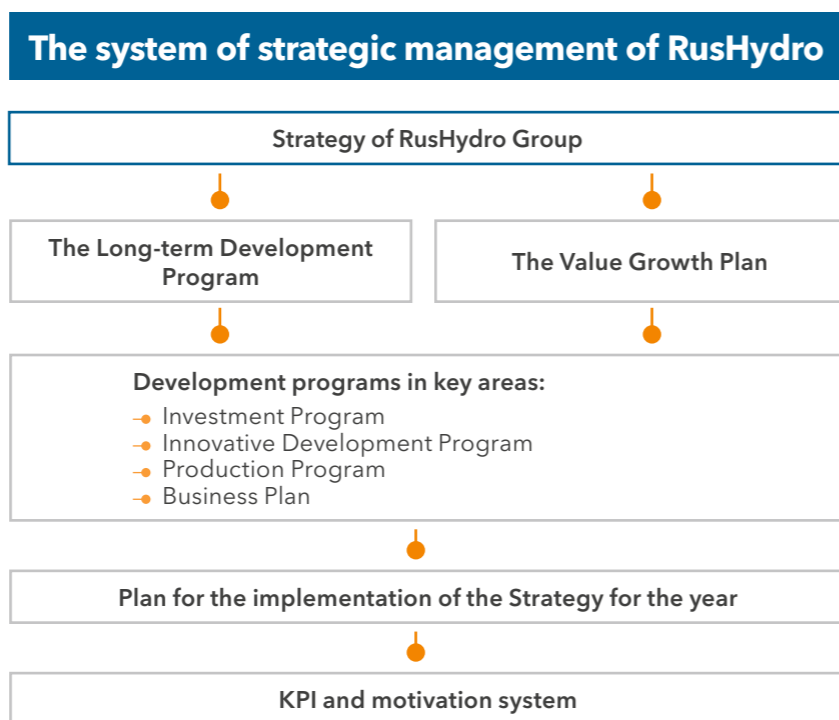 The system of strategic management of RusHydro
Strategy of RusHydro Group
The Long-term Development
Program
The Value Growth Plan
Development programs in key areas:
Investment Program
Innovative Development Program
Production Program
Business Plan
Plan for the implementation of the Strategy for the year
KPI and motivation system